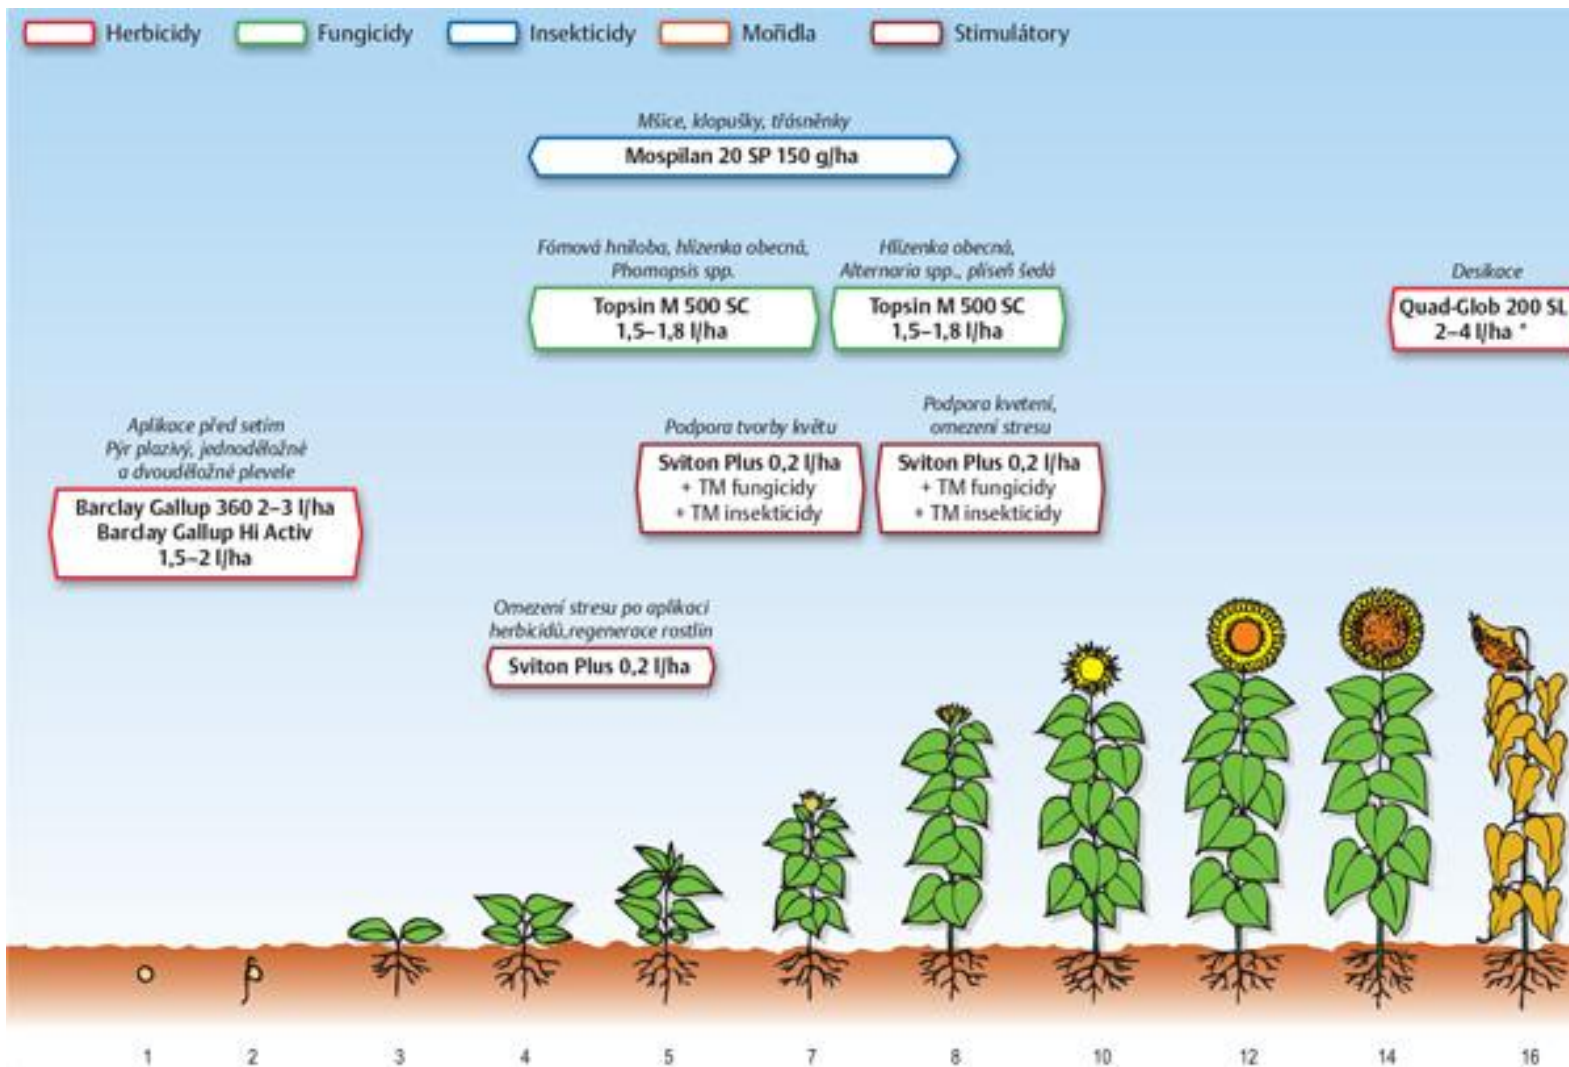 Herbicidy Fungicidy Insekticidy Mořidla Stimulátory
Mšice, klopušky, třásněnky
Mospilan 20 SP 150 g/ha
Fómová hniloba, hlízenka obecná,
Phomopsis spp.
Topsin M 500 SC
1,5–1,8 l/ha
Hlízenka obecná,
Alternaria spp., plíseň šedá
Topsin M 500 SC
1,5–1,8 l/ha
Desikace
Quad-Glob 200 SL
2–4 l/ha *
Aplikace před setím
Pýr plazivý, jednoděložné
a dvouděložné plevele
Barclay Gallup 360 2–3 l/ha
Barclay Gallup Hi Activ
1,5–2 l/ha
Podpora tvorby květu
Sviton Plus 0,2 l/ha
+ TM fungicidy
+ TM insekticidy
Podpora kvetení,
omezení stresu
Sviton Plus 0,2 l/ha
+ TM fungicidy
+ TM insekticidy
Omezení stresu po aplikaci
herbicidů,regenerace rostlin
Sviton Plus 0,2 l/ha
1 2 3 4 5 7 8 10 12 14 16